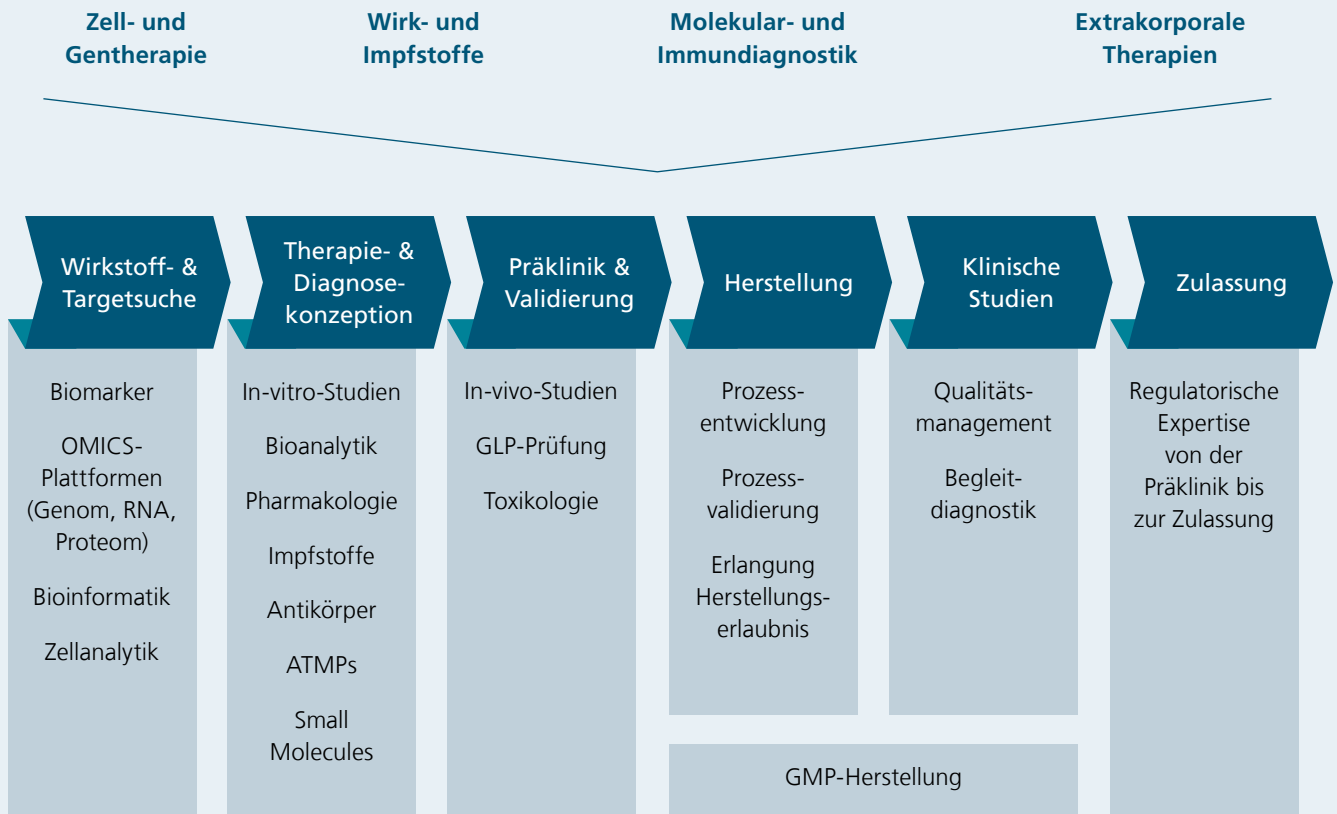 Zell- und
Gentherapie
Wirk- und
Impfstoffe
Molekular- und
Immundiagnostik
Extrakorporale
Therapien
Wirkstoff- &
Targetsuche
Therapie- &
Diagnose-
konzeption
Präklinik &
Validierung
Herstellung
Klinische
Studien
Zulassung
Biomarker
OMICS-
Plattformen
(Genom, RNA,
Proteom)
Bioinformatik
Zellanalytik
In-vitro-Studien
Bioanalytik
Pharmakologie
Impfstoffe
Antikörper
ATMPs
Small
Molecules
In-vivo-Studien
GLP-Prüfung
Toxikologie
Prozess-
entwicklung
Prozess-
validierung
Erlangung
Herstellungs-
erlaubnis
Qualitäts-
management
Begleit-
diagnostik
Regulatorische
Expertise
von der
Präklinik bis
zur Zulassung
GMP-Herstellung